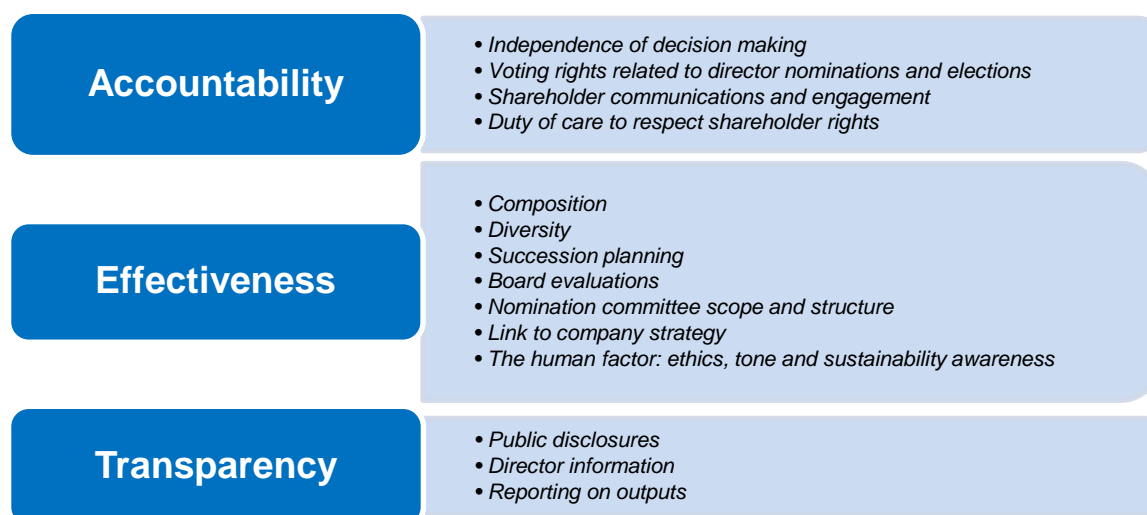 Accountability
• Independence of decision making
• Voting rights related to director nominations and elections
• Shareholder communications and engagement
• Duty of care to respect shareholder rights
Effectiveness
• Composition
• Diversity
• Succession planning
• Board evaluations
• Nomination committee scope and structure
• Link to company strategy
• The human factor: ethics, tone and sustainability awareness
Transparency
• Public disclosures
• Director information
• Reporting on outputs